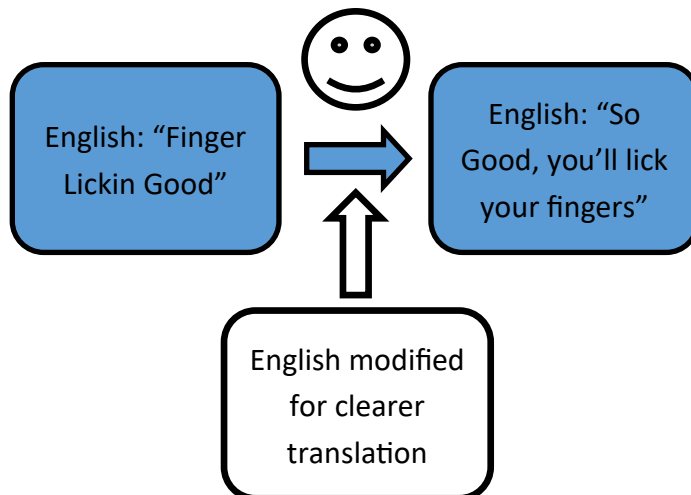 English: “Finger
Lickin Good”
English: “So
Good, you’ll lick
your fingers”
English modified
for clearer
translation